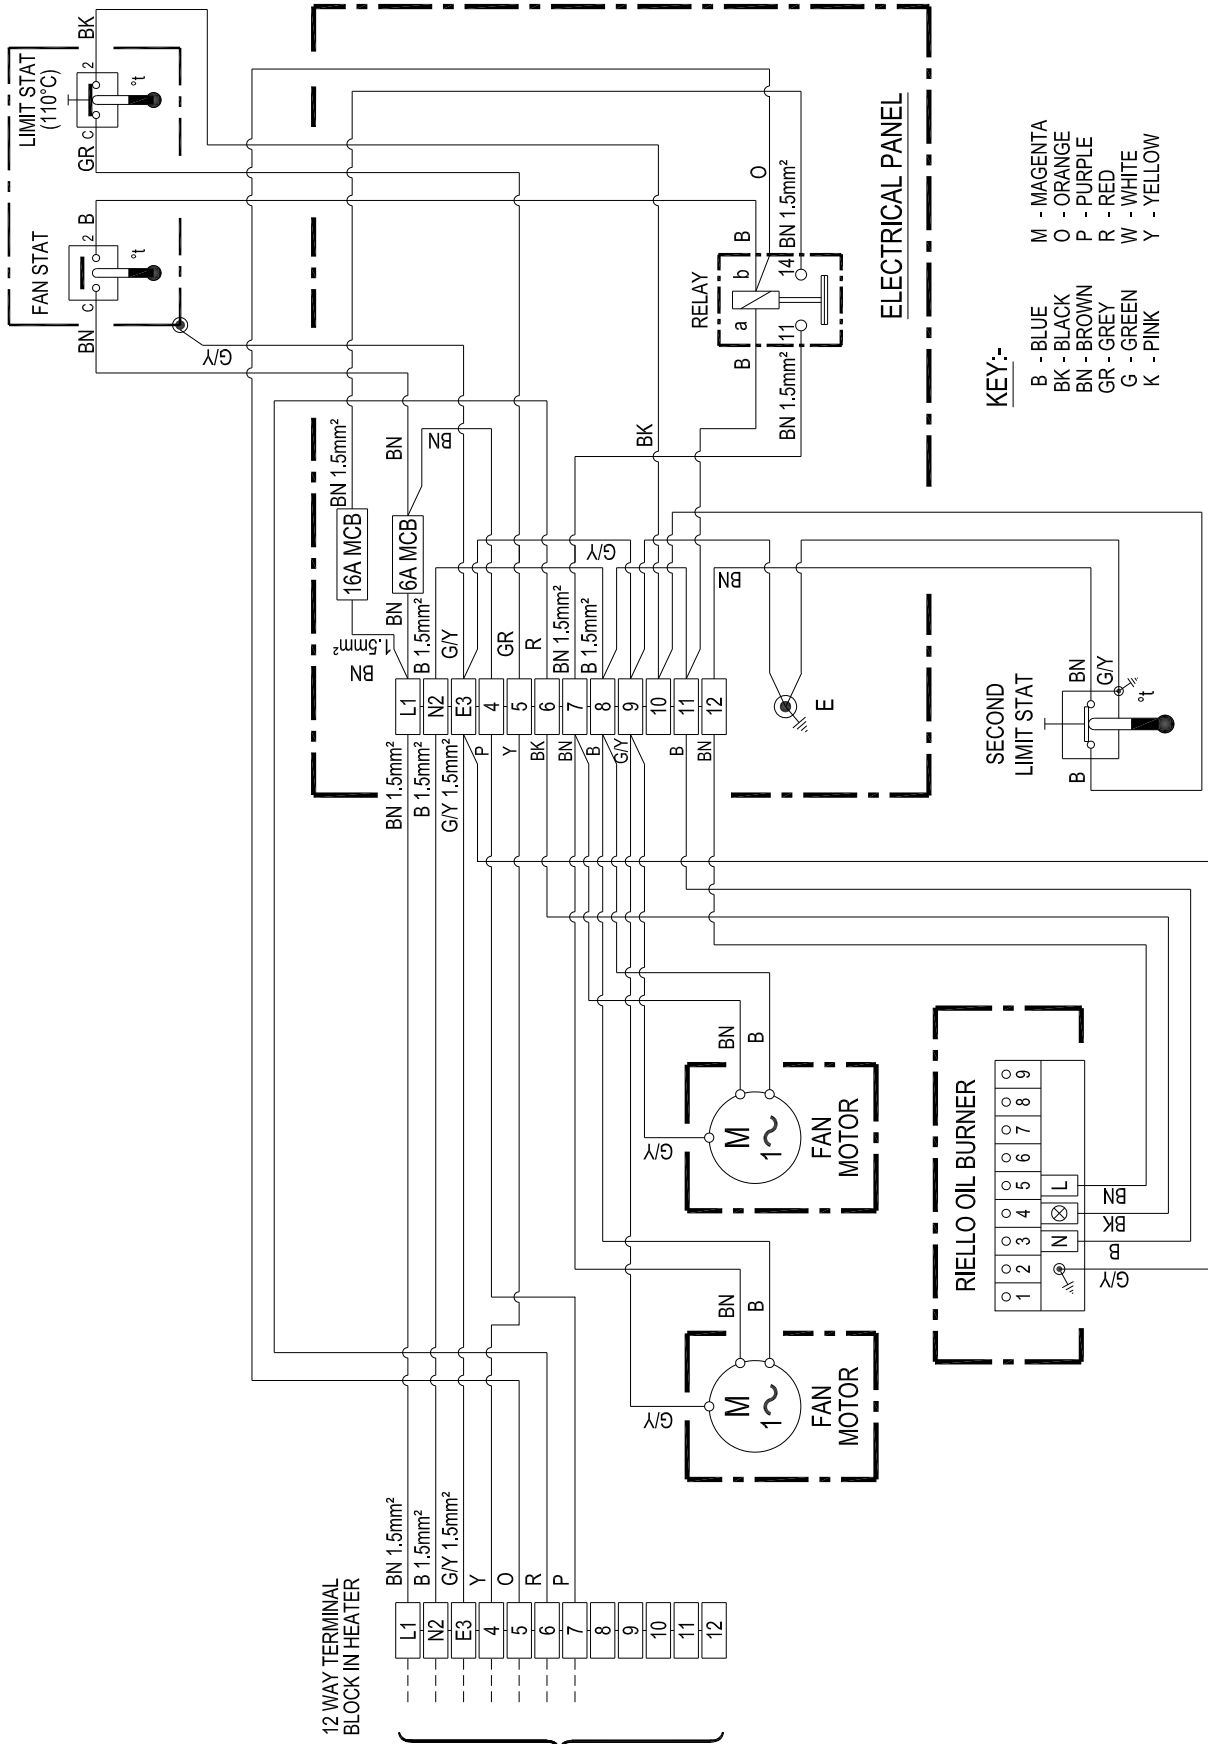 LIMIT STAT
(110°C)
BK
2
°t
C
GR
FAN STAT
B
2
°t
C
BN
G/Y
ELECTRICAL PANEL
O
BN 1.5mm²
B
14
b
RELAY
a
11
B
BN 1.5mm²
BK
BN 1.5mm²
BN
BN
16A MCB
6A MCB
1.5mm²
BN
BN
B 1.5mm²
G/Y
GR
R
BN 1.5mm²
B 1.5mm²
G/Y
BN
L1
N2
E3
4
5
6
7
8
9
10
11
12
BN 1.5mm²
B 1.5mm²
G/Y 1.5mm²
P
Y
BK
BN
B
G/Y
B
BN
E
KEY:-
B - BLUE
BK - BLACK
BN - BROWN
GR - GREY
G - GREEN
K - PINK
M - MAGENTA
O - ORANGE
P - PURPLE
R - RED
W - WHITE
Y - YELLOW
SECOND
LIMIT STAT
BN
G/Y
B
°t
BN
B
G/Y
M
1
FAN
MOTOR
BN
B
G/Y
M
1
FAN
MOTOR
RIELLO OIL BURNER
1
2
3
4
5
6
7
8
9
N
L
G/Y
B
BK
BN
12 WAY TERMINAL
BLOCK IN HEATER
BN 1.5mm²
B 1.5mm²
G/Y 1.5mm²
Y
O
R
P
L1
N2
E3
4
5
6
7
8
9
10
11
12